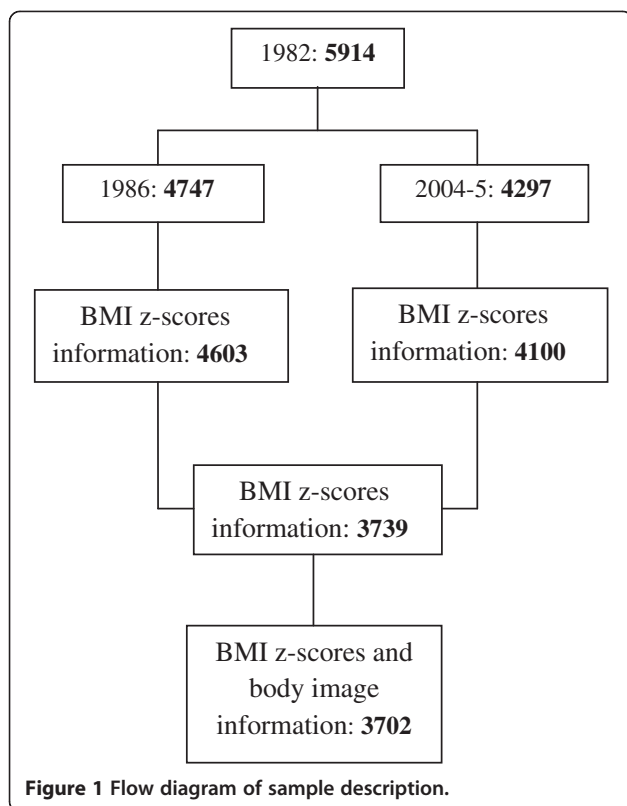 1982: 5914
1986: 4747
2004-5: 4297
BMI z-scores
information: 4603
BMI z-scores
information: 4100
BMI z-scores
information: 3739
BMI z-scores and
body image
information: 3702
Figure 1 Flow diagram of sample description.